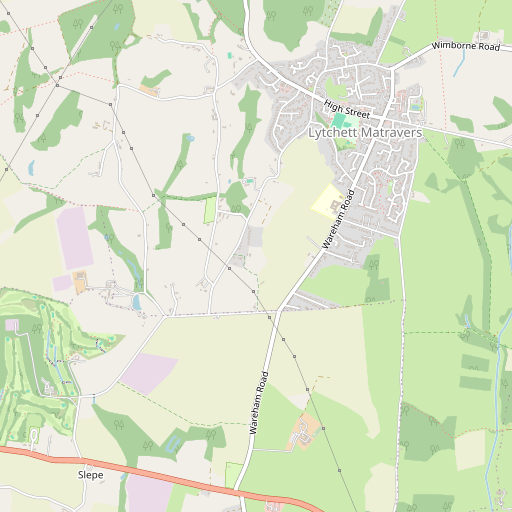 Wimborne Road
High Street
Lytchett Matravers
Wareham Road
Wareham Road
Slepe